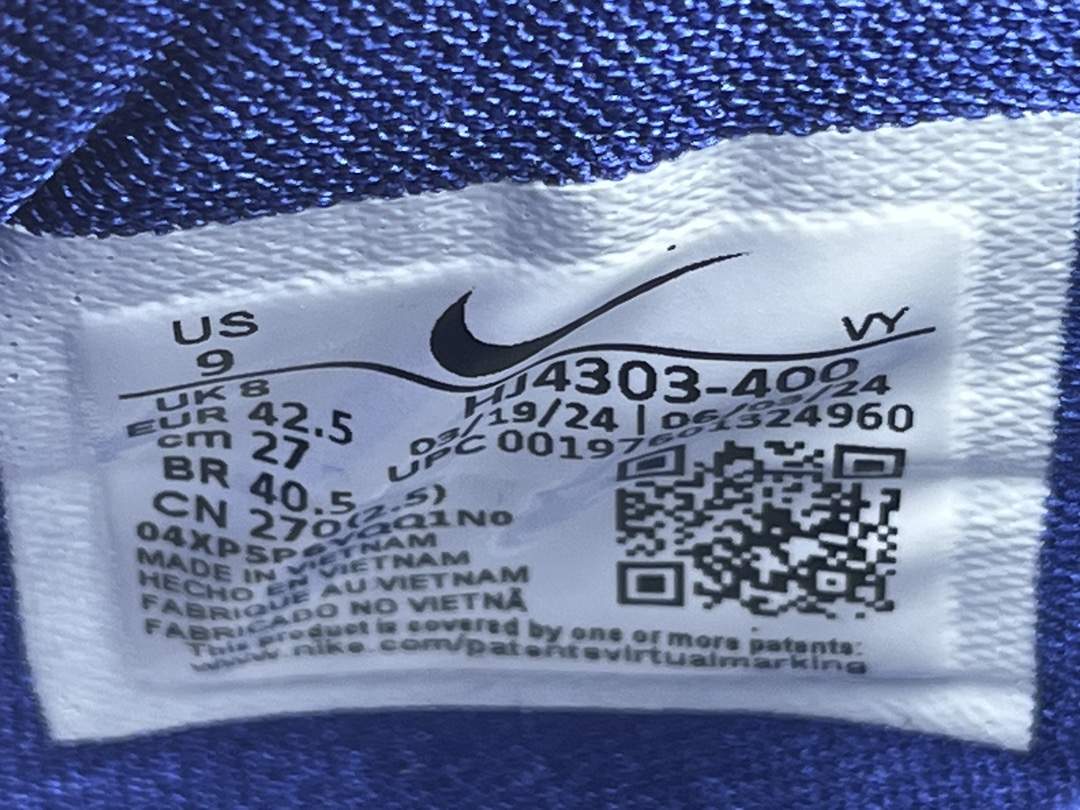 US
9
VY
UK 8
EUR 42.5
cm 27
BR 40.5
CN 270(2.5)
HJ4303-400
03/19/24 | 06/03/24
UPC 00197601324960
MADE IN VIETNAM
HECHO EN VIETNAM
FABRIQUE AU VIETNAM
FABRICADO NO VIETNÃ
This product is covered by one or more patents:
www.nike.com/patentsvirtualmarking